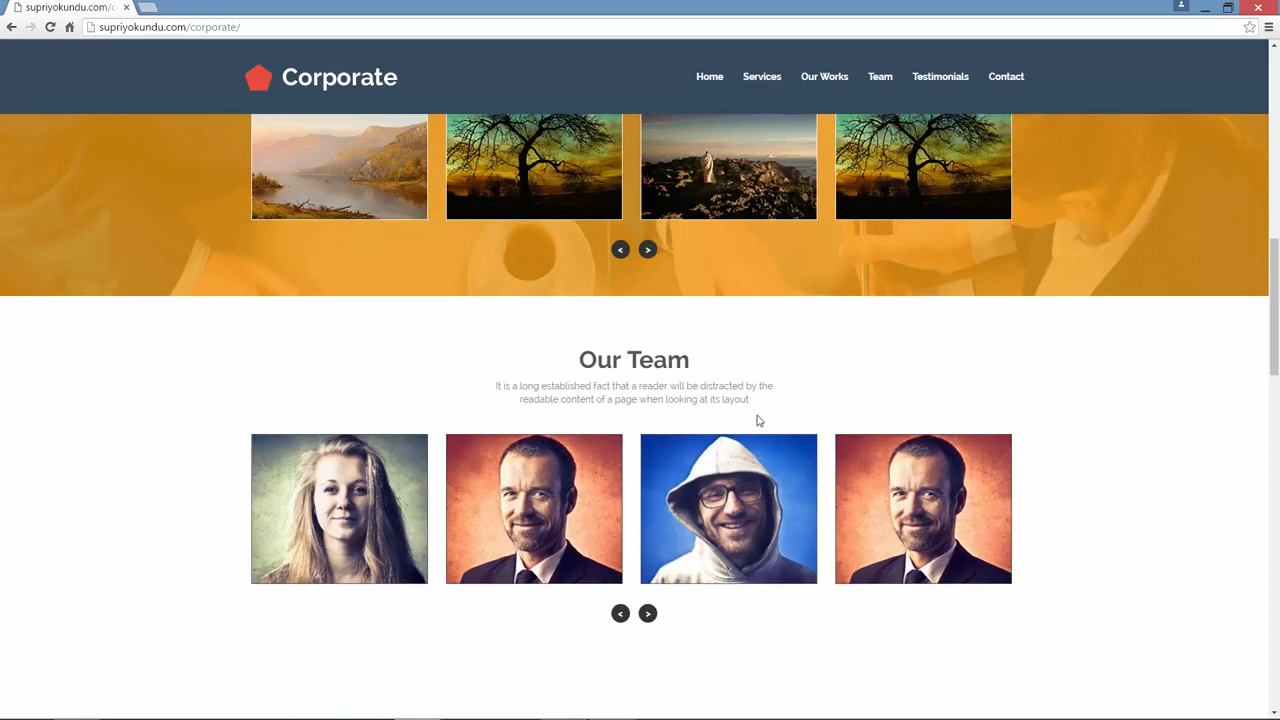 supriyokundu.com/c
supriyokundu.com/corporate/
Corporate
Home Services Our Works Team Testimonials Contact
< >
Our Team
It is a long established fact that a reader will be distracted by the
readable content of a page when looking at its layout
< >